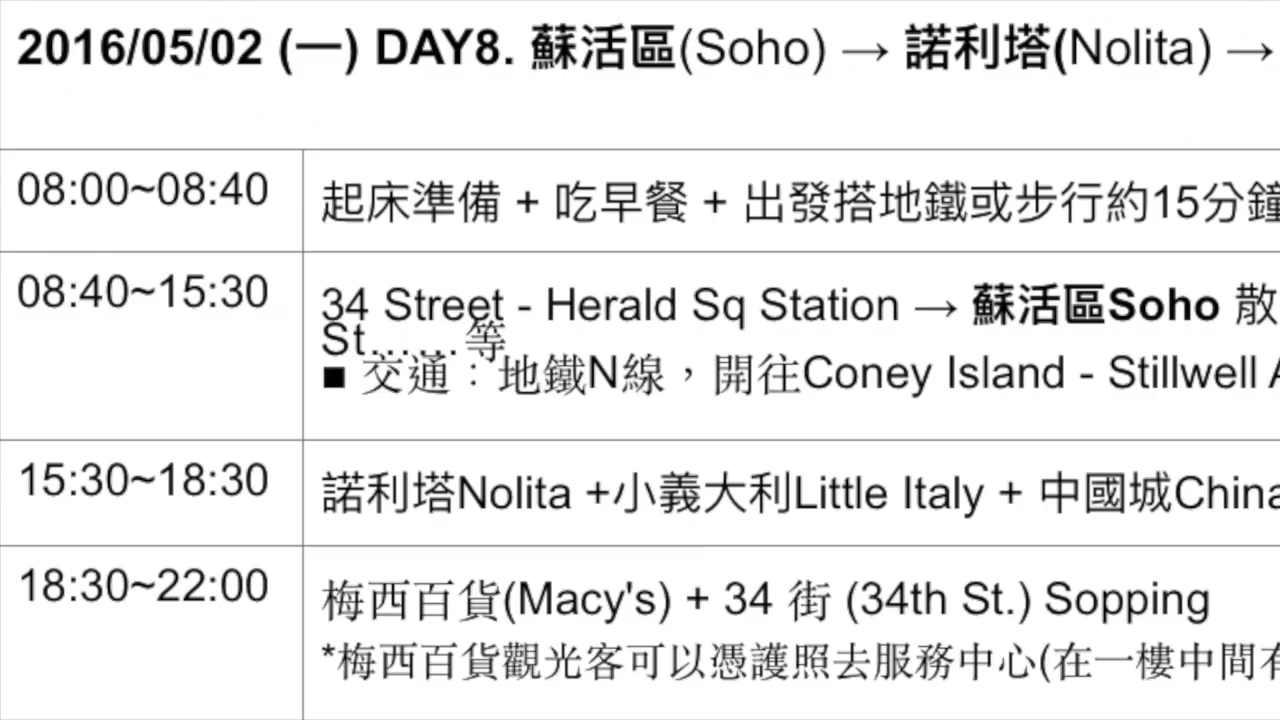 2016/05/02 (一) DAY8. 蘇活區(Soho) → 諾利塔(Nolita) →
08:00~08:40
起床準備 + 吃早餐 + 出發搭地鐵或步行約15分鐘
08:40~15:30
34 Street - Herald Sq Station → 蘇活區Soho 散
St.……等
■ 交通：地鐵N線，開往Coney Island - Stillwell A
15:30~18:30
諾利塔Nolita +小義大利Little Italy + 中國城China
18:30~22:00
梅西百貨(Macy's) + 34 街 (34th St.) Sopping
*梅西百貨觀光客可以憑護照去服務中心(在一樓中間有